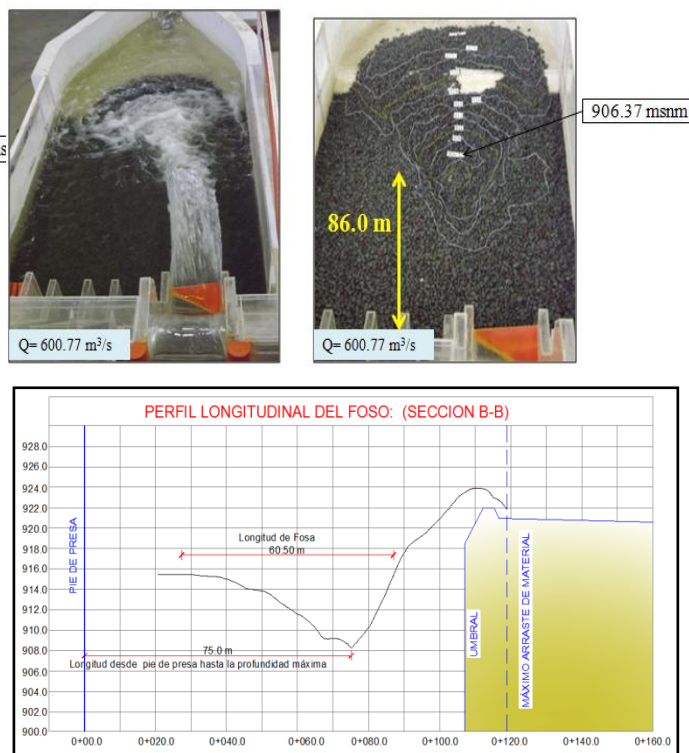 906.37 msnm
86.0 m
Q= 600.77 m³/s
Q= 600.77 m³/s
PERFIL LONGITUDINAL DEL FOSO: (SECCION B-B)
928.0
926.0
924.0
922.0
920.0
918.0
916.0
914.0
912.0
910.0
908.0
906.0
904.0
902.0
900.0
PIE DE PRESA
Longitud de Fosa
60.50 m
75.0 m
Longitud desde pie de presa hasta la profundidad máxima
UMBRAL
MÁXIMO ARRASTE DE MATERIAL
0+00.0
0+020.0
0+040.0
0+060.0
0+080.0
0+100.0
0+120.0
0+140.0
0+160.0